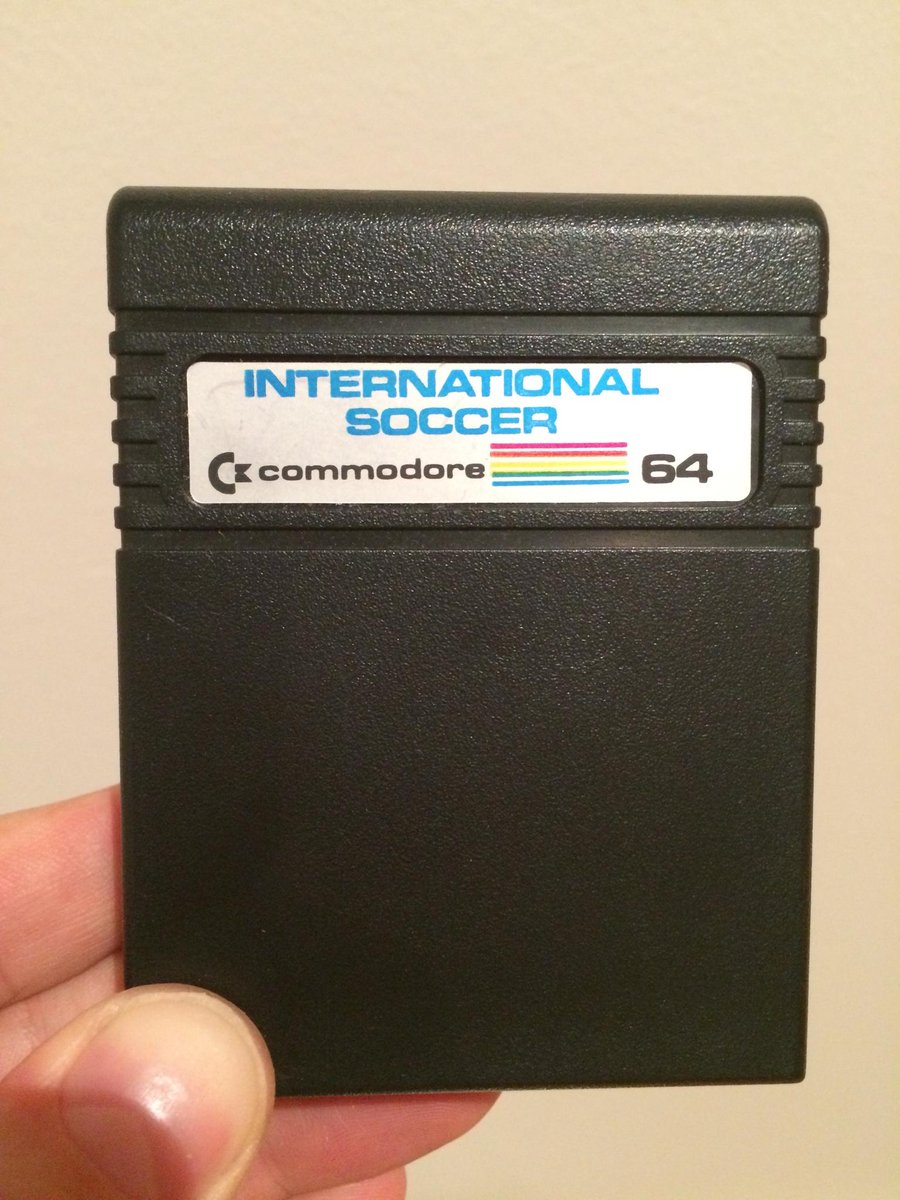 INTERNATIONAL
SOCCER
commodore 64